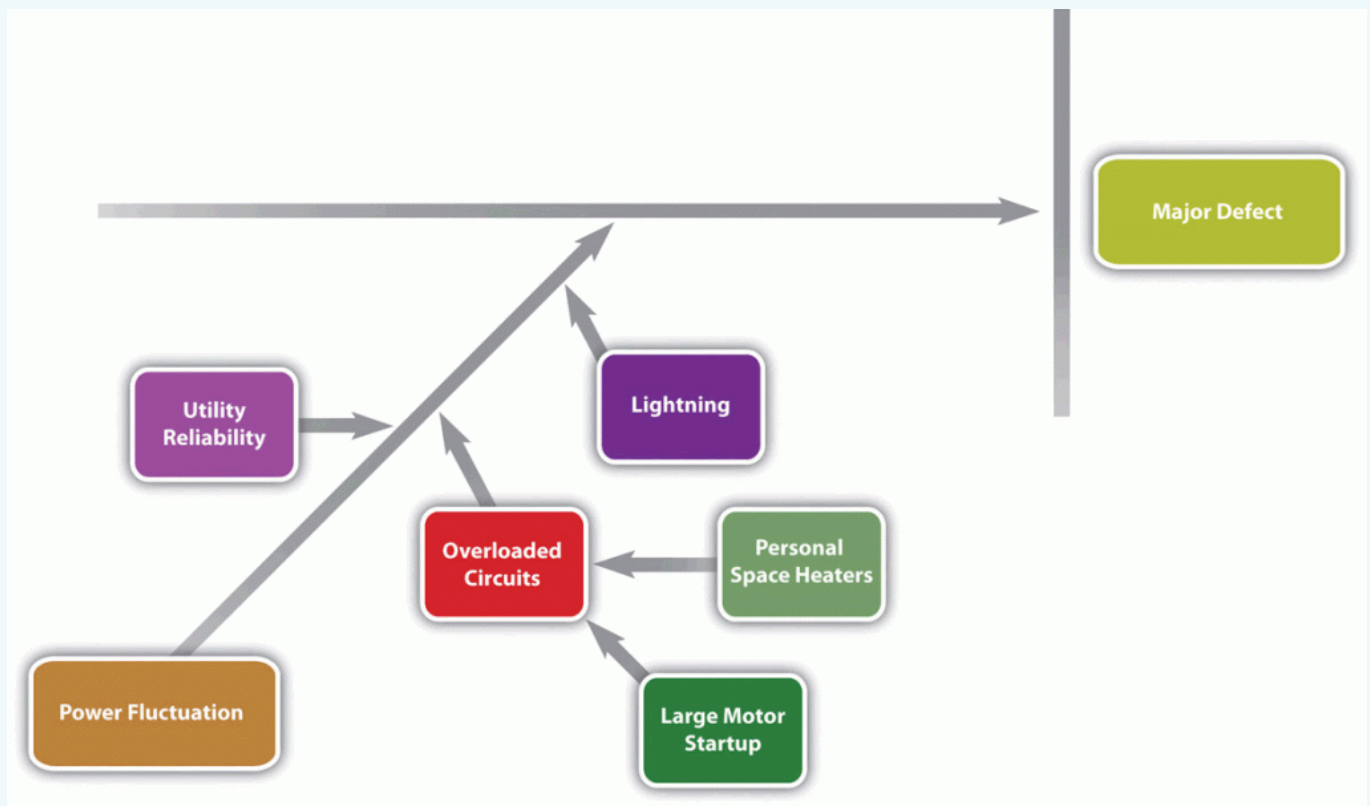 Major Defect
Utility
Reliability
Lightning
Overloaded
Circuits
Personal
Space Heaters
Power Fluctuation
Large Motor
Startup